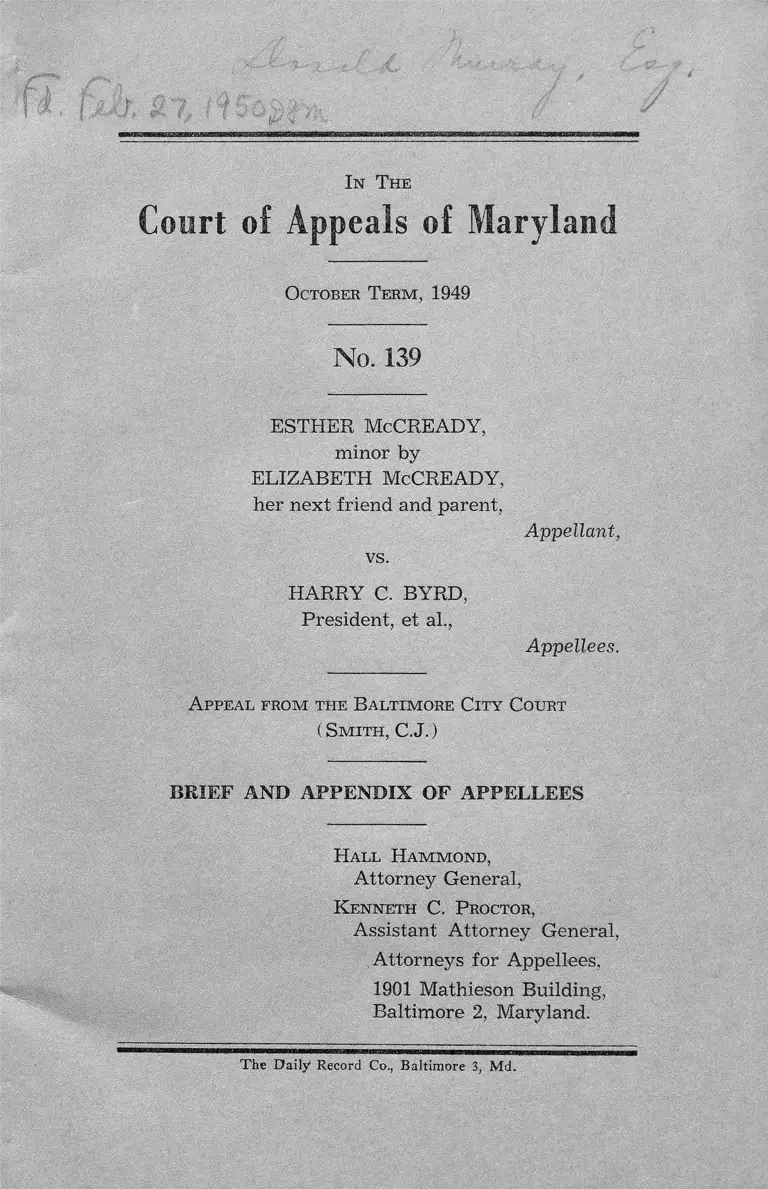 Donald Murray, Esq.
Fd. Feb. 27, 1950
IN THE
Court of Appeals of Maryland
OCTOBER TERM, 1949
No. 139
ESTHER McCREADY,
minor by
ELIZABETH McCREADY,
her next friend and parent,
Appellant,
vs.
HARRY C. BYRD,
President, et al.,
Appellees.
APPEAL FROM THE BALTIMORE CITY COURT
(SMITH, C.J.)
BRIEF AND APPENDIX OF APPELLEES
HALL HAMMOND,
Attorney General,
KENNETH C. PROCTOR,
Assistant Attorney General,
Attorneys for Appellees,
1901 Mathieson Building,
Baltimore 2, Maryland.
The Daily Record Co., Baltimore 3, Md.